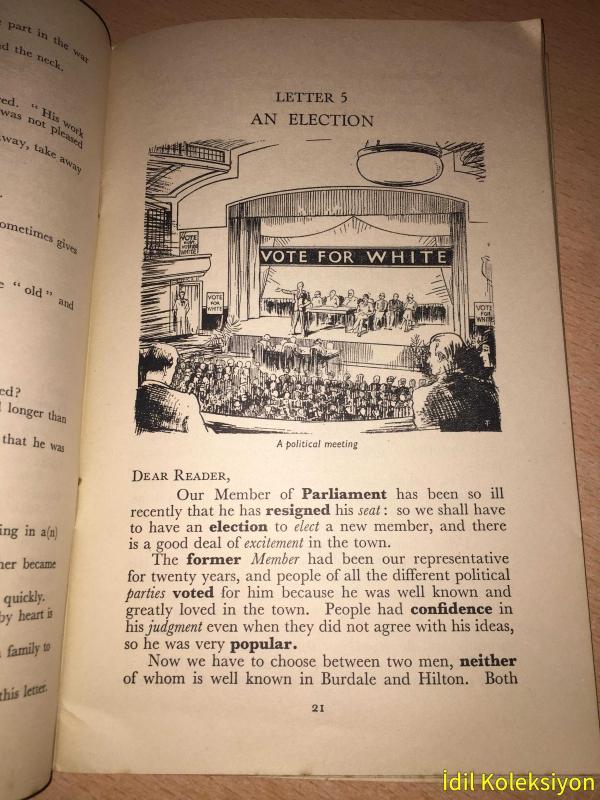 part in the war
the neck.
" His work
was not pleased
away, take away
sometimes gives
" old " and
longer than
that he was
ing in a(n)
her became
quickly.
by heart is
family to
this letter.
LETTER 5
AN ELECTION
VOTE FOR WHITE
VOTE
FOR
WHITE
VOTE
FOR
WHITE
A political meeting
DEAR READER,
Our Member of Parliament has been so ill
recently that he has resigned his seat : so we shall have
to have an election to elect a new member, and there
is a good deal of excitement in the town.
The former Member had been our representative
for twenty years, and people of all the different political
parties voted for him because he was well known and
greatly loved in the town. People had confidence in
his judgment even when they did not agree with his ideas,
so he was very popular.
Now we have to choose between two men, neither
of whom is well known in Burdale and Hilton. Both
21
İdil Koleksiyon